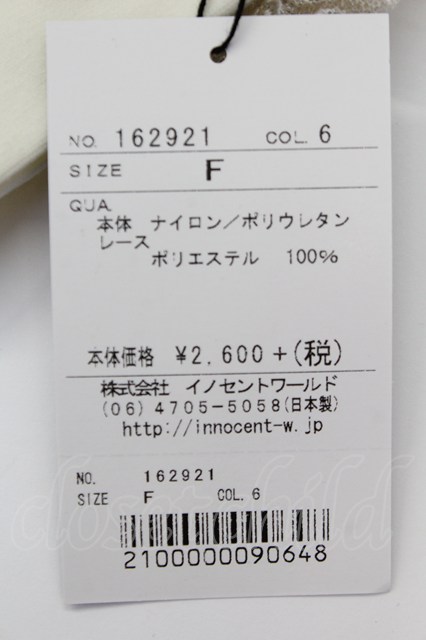 NO. 162921 COL. 6
SIZE F
QUA.
本体 ナイロン／ポリウレタン
レース
ポリエステル 100%
本体価格 ¥2,600+(税)
株式会社 イノセントワールド
(06) 4705-5058(日本製)
http://innocent-w.jp
NO. 162921
SIZE F COL. 6
closet child
2100000090648